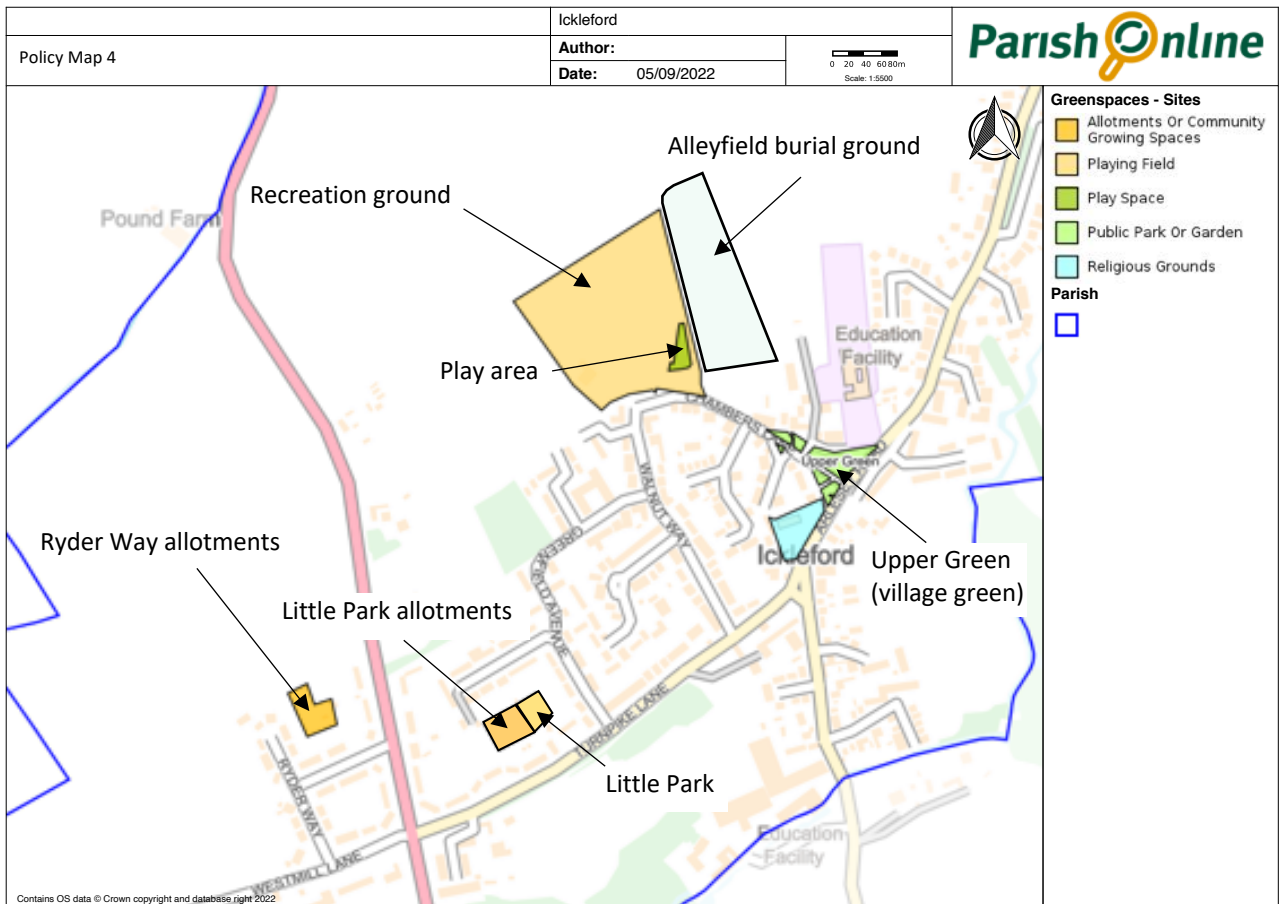 Policy Map 4
Ickleford
Author:
Date: 05/09/2022
0 20 40 60 80m
Scale: 1:5500
Parish Online
Greenspaces - Sites
Allotments Or Community
Growing Spaces
Playing Field
Play Space
Public Park Or Garden
Religious Grounds
Parish
Alleyfield burial ground
Recreation ground
Pound Farm
Education
Facility
Play area
CHAMBERS
Upper Green
WALNUT WAY
GREENFIELD AVENUE
Ickleford
Upper Green
(village green)
Ryder Way allotments
Little Park allotments
TURNPIKE LANE
Little Park
RYDER WAY
Education
Facility
WESTMILL LANE
Contains OS data © Crown copyright and database right 2022